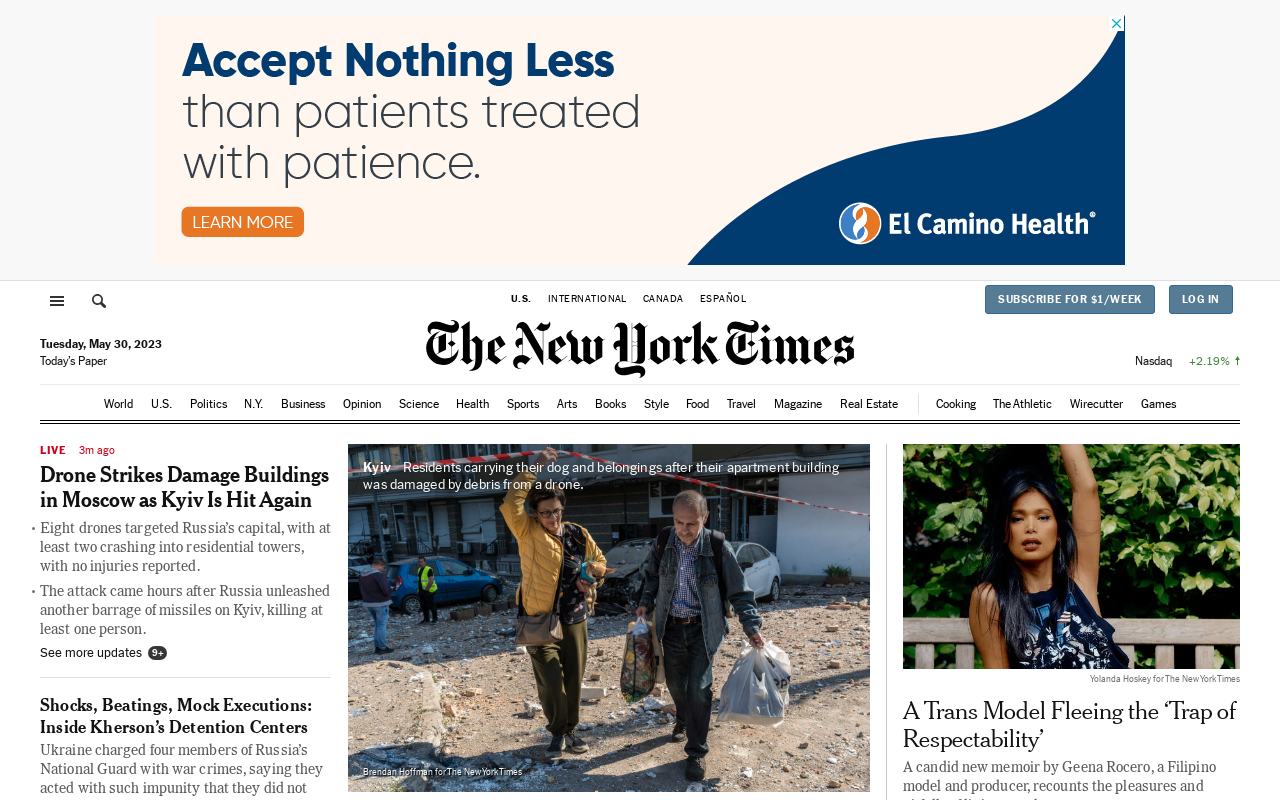 Accept Nothing Less
than patients treated
with patience.
LEARN MORE
El Camino Health®
U.S. INTERNATIONAL CANADA ESPAÑOL
SUBSCRIBE FOR $1/WEEK LOG IN
The New York Times
Tuesday, May 30, 2023
Today's Paper
Nasdaq +2.19% ↑
World U.S. Politics N.Y. Business Opinion Science Health Sports Arts Books Style Food Travel Magazine Real Estate Cooking The Athletic Wirecutter Games
LIVE 3m ago
Drone Strikes Damage Buildings
in Moscow as Kyiv Is Hit Again
• Eight drones targeted Russia's capital, with at
least two crashing into residential towers,
with no injuries reported.
• The attack came hours after Russia unleashed
another barrage of missiles on Kyiv, killing at
least one person.
See more updates 9+
Shocks, Beatings, Mock Executions:
Inside Kherson's Detention Centers
Ukraine charged four members of Russia's
National Guard with war crimes, saying they
acted with such impunity that they did not
Kyiv Residents carrying their dog and belongings after their apartment building
was damaged by debris from a drone.
Brendan Hoffman for The New York Times
Yolanda Hoskey for The New York Times
A Trans Model Fleeing the ‘Trap of
Respectability’
A candid new memoir by Geena Rocero, a Filipino
model and producer, recounts the pleasures and